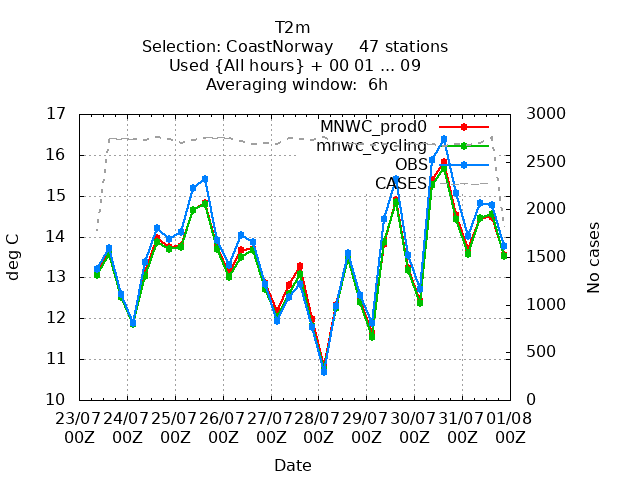 T2m
Selection: CoastNorway 47 stations
Used {All hours} + 00 01 ... 09
Averaging window: 6h
17
16
15
14
13
12
11
10
deg C
3000
2500
2000
1500
1000
500
0
No cases
MNWC_prod0
mnwc_cycling
OBS
CASES
23/07 24/07 25/07 26/07 27/07 28/07 29/07 30/07 31/07 01/08
00Z 00Z 00Z 00Z 00Z 00Z 00Z 00Z 00Z 00Z
Date